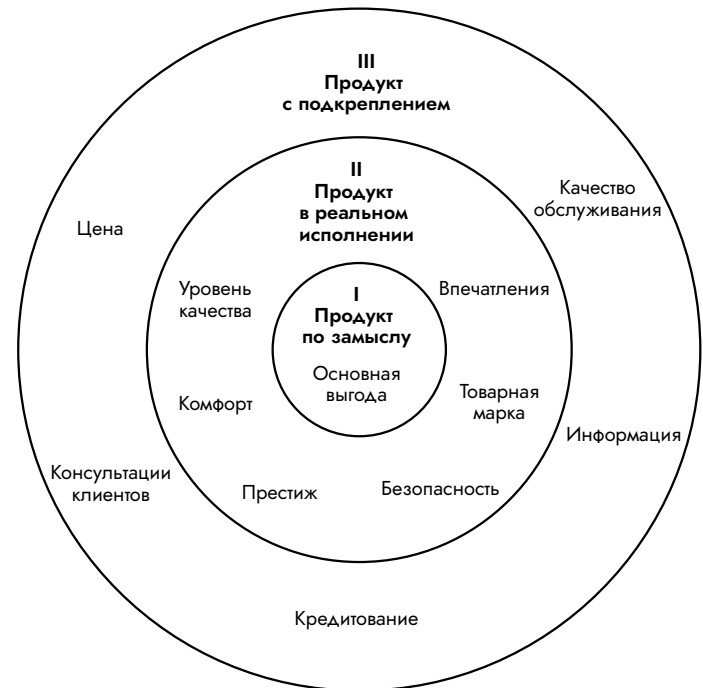 III
Продукт
с подкреплением
Качество
обслуживания
Цена
II
Продукт
в реальном
исполнении
Уровень
качества
Впечатления
I
Продукт
по замыслу
Основная
выгода
Комфорт
Товарная
марка
Информация
Консультации
клиентов
Престиж
Безопасность
Кредитование